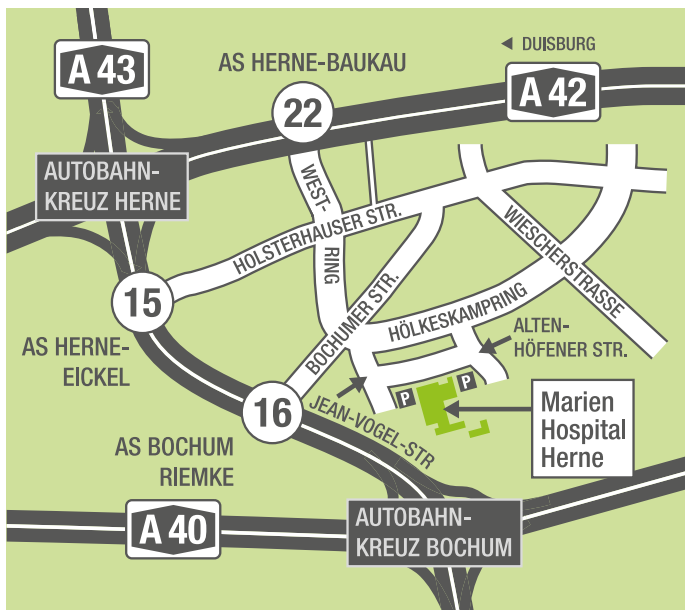 A 43
◄ DUISBURG
AS HERNE-BAUKAU
A 42
22
AUTOBAHN-
KREUZ HERNE
WEST-
RING
HOLSTERHAUSER STR.
WIESCHERSTRASSE
15
BOCHUMER STR.
HÖLKESKAMPRING
AS HERNE-
EICKEL
ALTEN-
HÖFENER STR.
P
P
16
JEAN-VOGEL-STR
Marien
Hospital
Herne
AS BOCHUM
RIEMKE
A 40
AUTOBAHN-
KREUZ BOCHUM